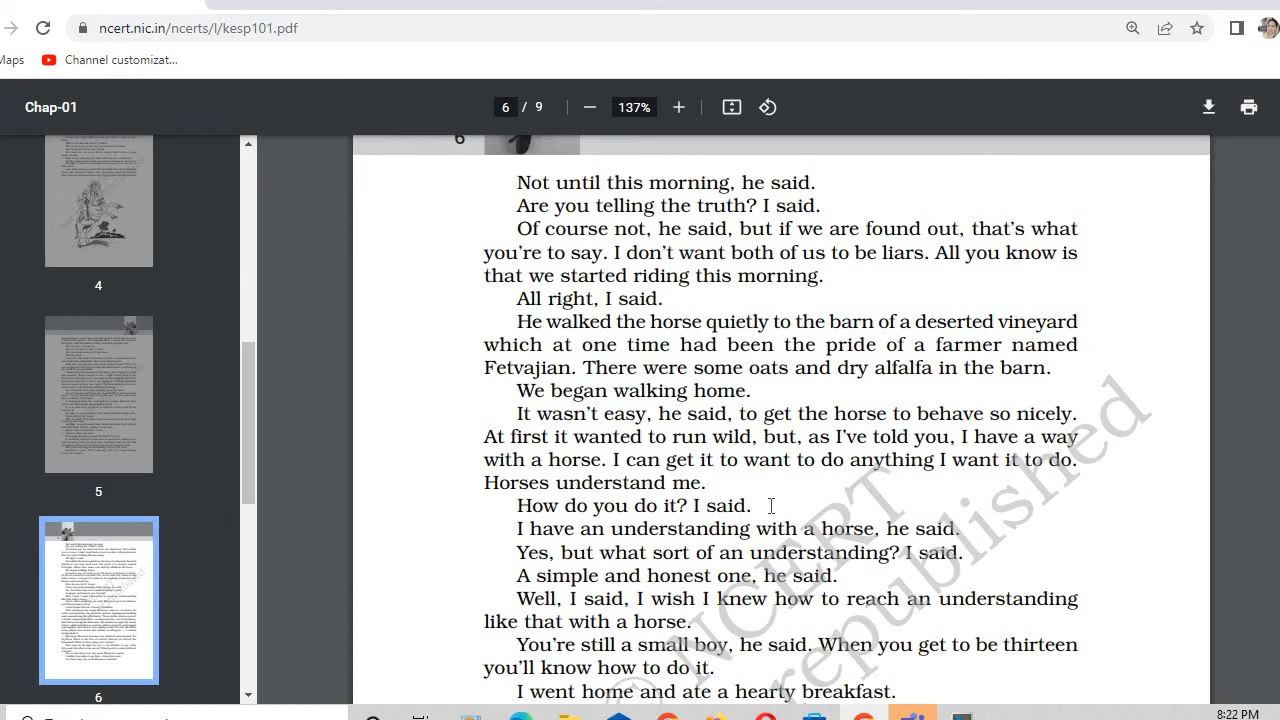 ncert.nic.in/ncerts/l/kesp101.pdf
Maps Channel customizat...
Chap-01 6 / 9 137%
6
4
5
6
Not until this morning, he said.
Are you telling the truth? I said.
Of course not, he said, but if we are found out, that's what
you're to say. I don't want both of us to be liars. All you know is
that we started riding this morning.
All right, I said.
He walked the horse quietly to the barn of a deserted vineyard
which at one time had been the pride of a farmer named
Fetvajian. There were some oats and dry alfalfa in the barn.
We began walking home.
It wasn't easy, he said, to get the horse to behave so nicely.
At first it wanted to run wild, but, as I've told you, I have a way
with a horse. I can get it to want to do anything I want it to do.
Horses understand me.
How do you do it? I said.
I have an understanding with a horse, he said.
Yes, but what sort of an understanding? I said.
A simple and honest one, he said.
Well, I said, I wish I knew how to reach an understanding
like that with a horse.
You're still a small boy, he said. When you get to be thirteen
you'll know how to do it.
I went home and ate a hearty breakfast.
© NCERT
republished
8:22 PM